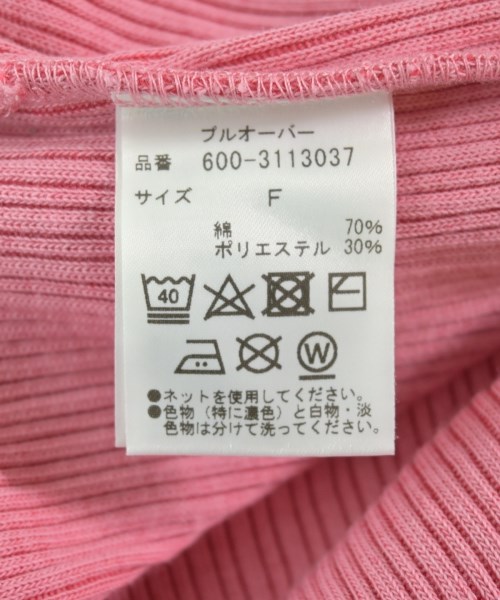 プルオーバー
品番 600-3113037
サイズ F
綿 70%
ポリエステル 30%
40
W
●ネットを使用してください。
●色物（特に濃色）と白物・淡
色物は分けて洗ってください。